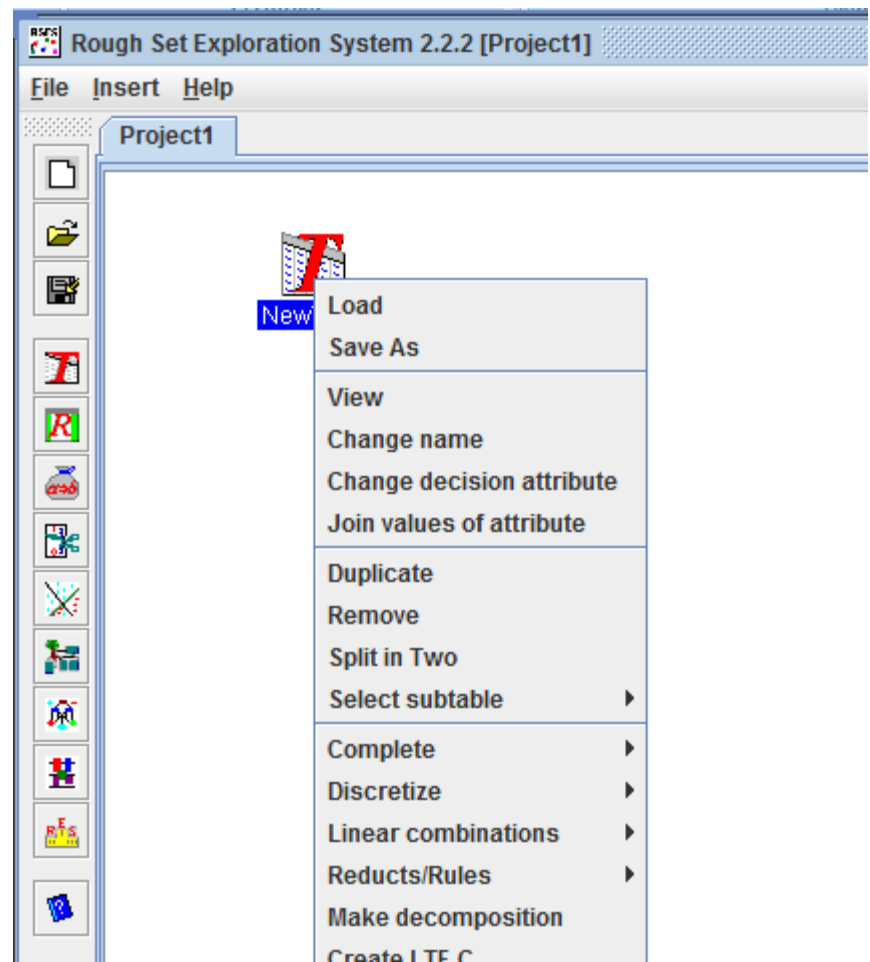 Rough Set Exploration System 2.2.2 [Project1]
File Insert Help
Project1
New
Load
Save As
View
Change name
Change decision attribute
Join values of attribute
Duplicate
Remove
Split in Two
Select subtable
Complete
Discretize
Linear combinations
Reducts/Rules
Make decomposition
Create LTF-C